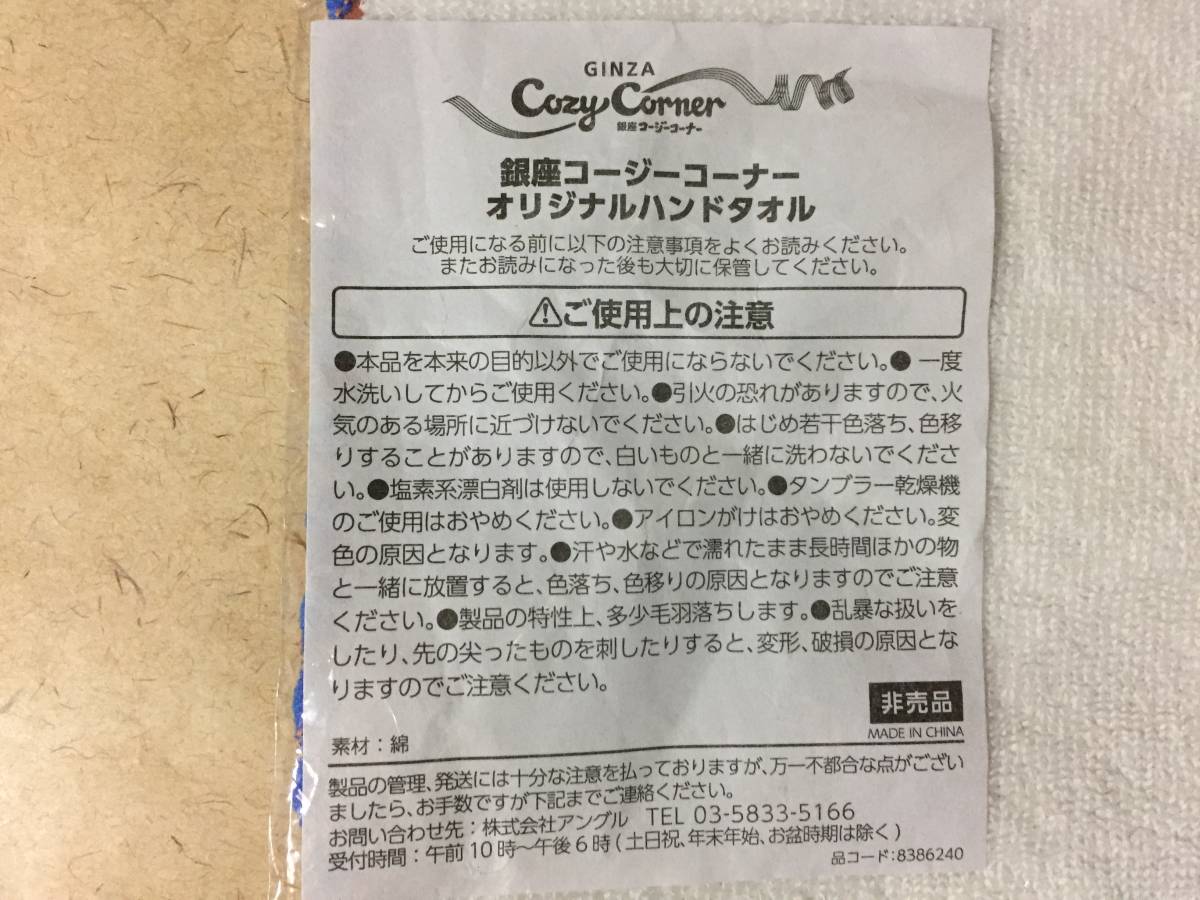 GINZA
Cozy Corner
銀座コージーコーナー
銀座コージーコーナー
オリジナルハンドタオル
ご使用になる前に以下の注意事項をよくお読みください。
またお読みになった後も大切に保管してください。
⚠ご使用上の注意
●本品を本来の目的以外でご使用にならないでください。● 一度
水洗いしてからご使用ください。●引火の恐れがありますので、火
気のある場所に近づけないでください。●はじめ若干色落ち、色移
りすることがありますので、白いものと一緒に洗わないでくださ
い。●塩素系漂白剤は使用しないでください。●タンブラー乾燥機
のご使用はおやめください。●アイロンがけはおやめください。変
色の原因となります。●汗や水などで濡れたまま長時間ほかの物
と一緒に放置すると、色落ち、色移りの原因となりますのでご注意
ください。●製品の特性上、多少毛羽落ちします。●乱暴な扱いを
したり、先の尖ったものを刺したりすると、変形、破損の原因とな
りますのでご注意ください。
非売品
MADE IN CHINA
素材：綿
製品の管理、発送には十分な注意を払っておりますが、万一不都合な点がござい
ましたら、お手数ですが下記までご連絡ください。
お問い合わせ先：株式会社アングル TEL 03-5833-5166
受付時間：午前10時～午後6時(土日祝、年末年始、お盆時期は除く)
品コード：8386240